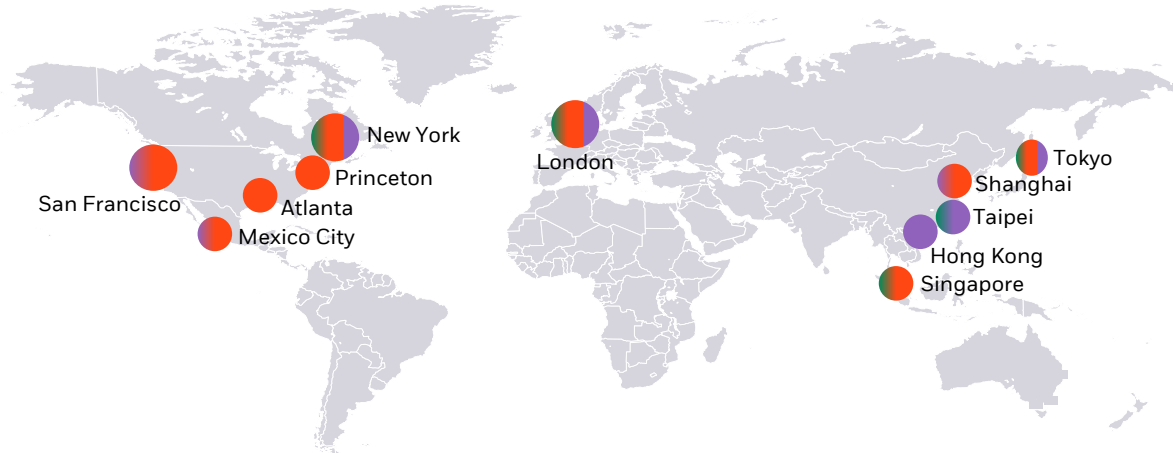 New York
Princeton
San Francisco
Atlanta
Mexico City
London
Tokyo
Shanghai
Taipei
Hong Kong
Singapore